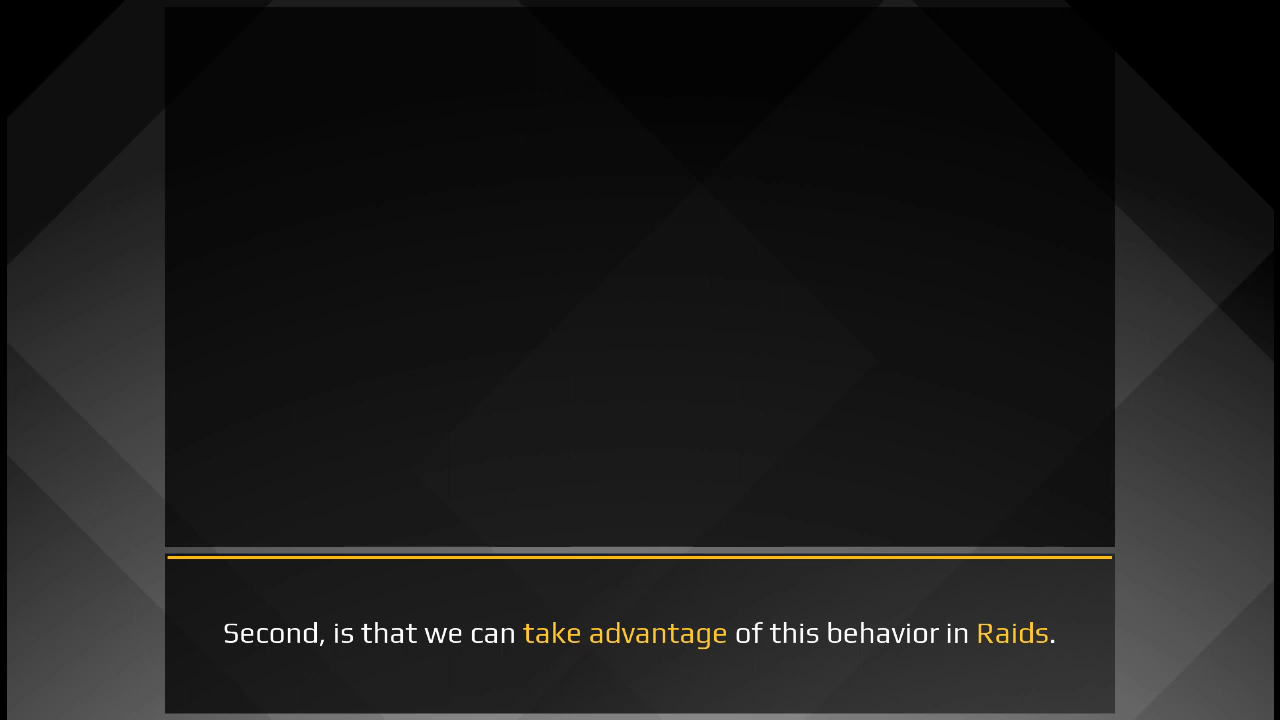 Second, is that we can take advantage of this behavior in Raids.